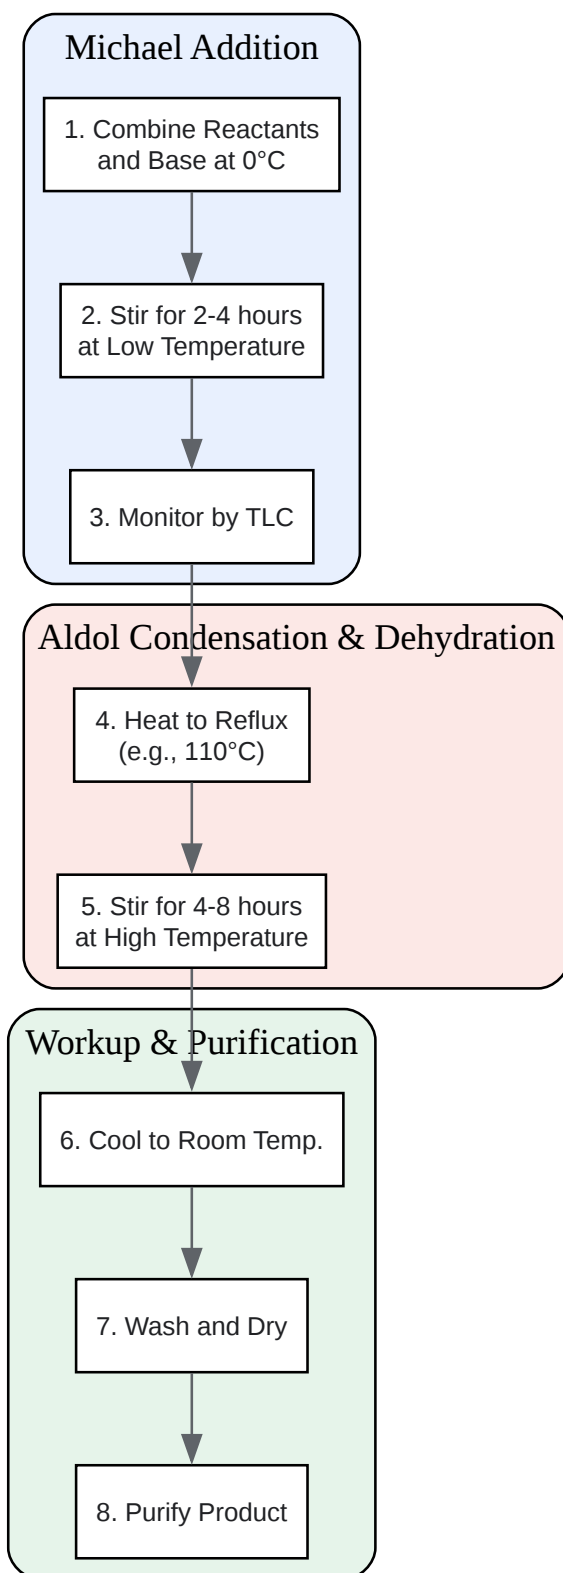 Michael Addition
1. Combine Reactants
and Base at 0°C
2. Stir for 2-4 hours
at Low Temperature
3. Monitor by TLC
Aldol Condensation & Dehydration
4. Heat to Reflux
(e.g., 110°C)
5. Stir for 4-8 hours
at High Temperature
Workup & Purification
6. Cool to Room Temp.
7. Wash and Dry
8. Purify Product